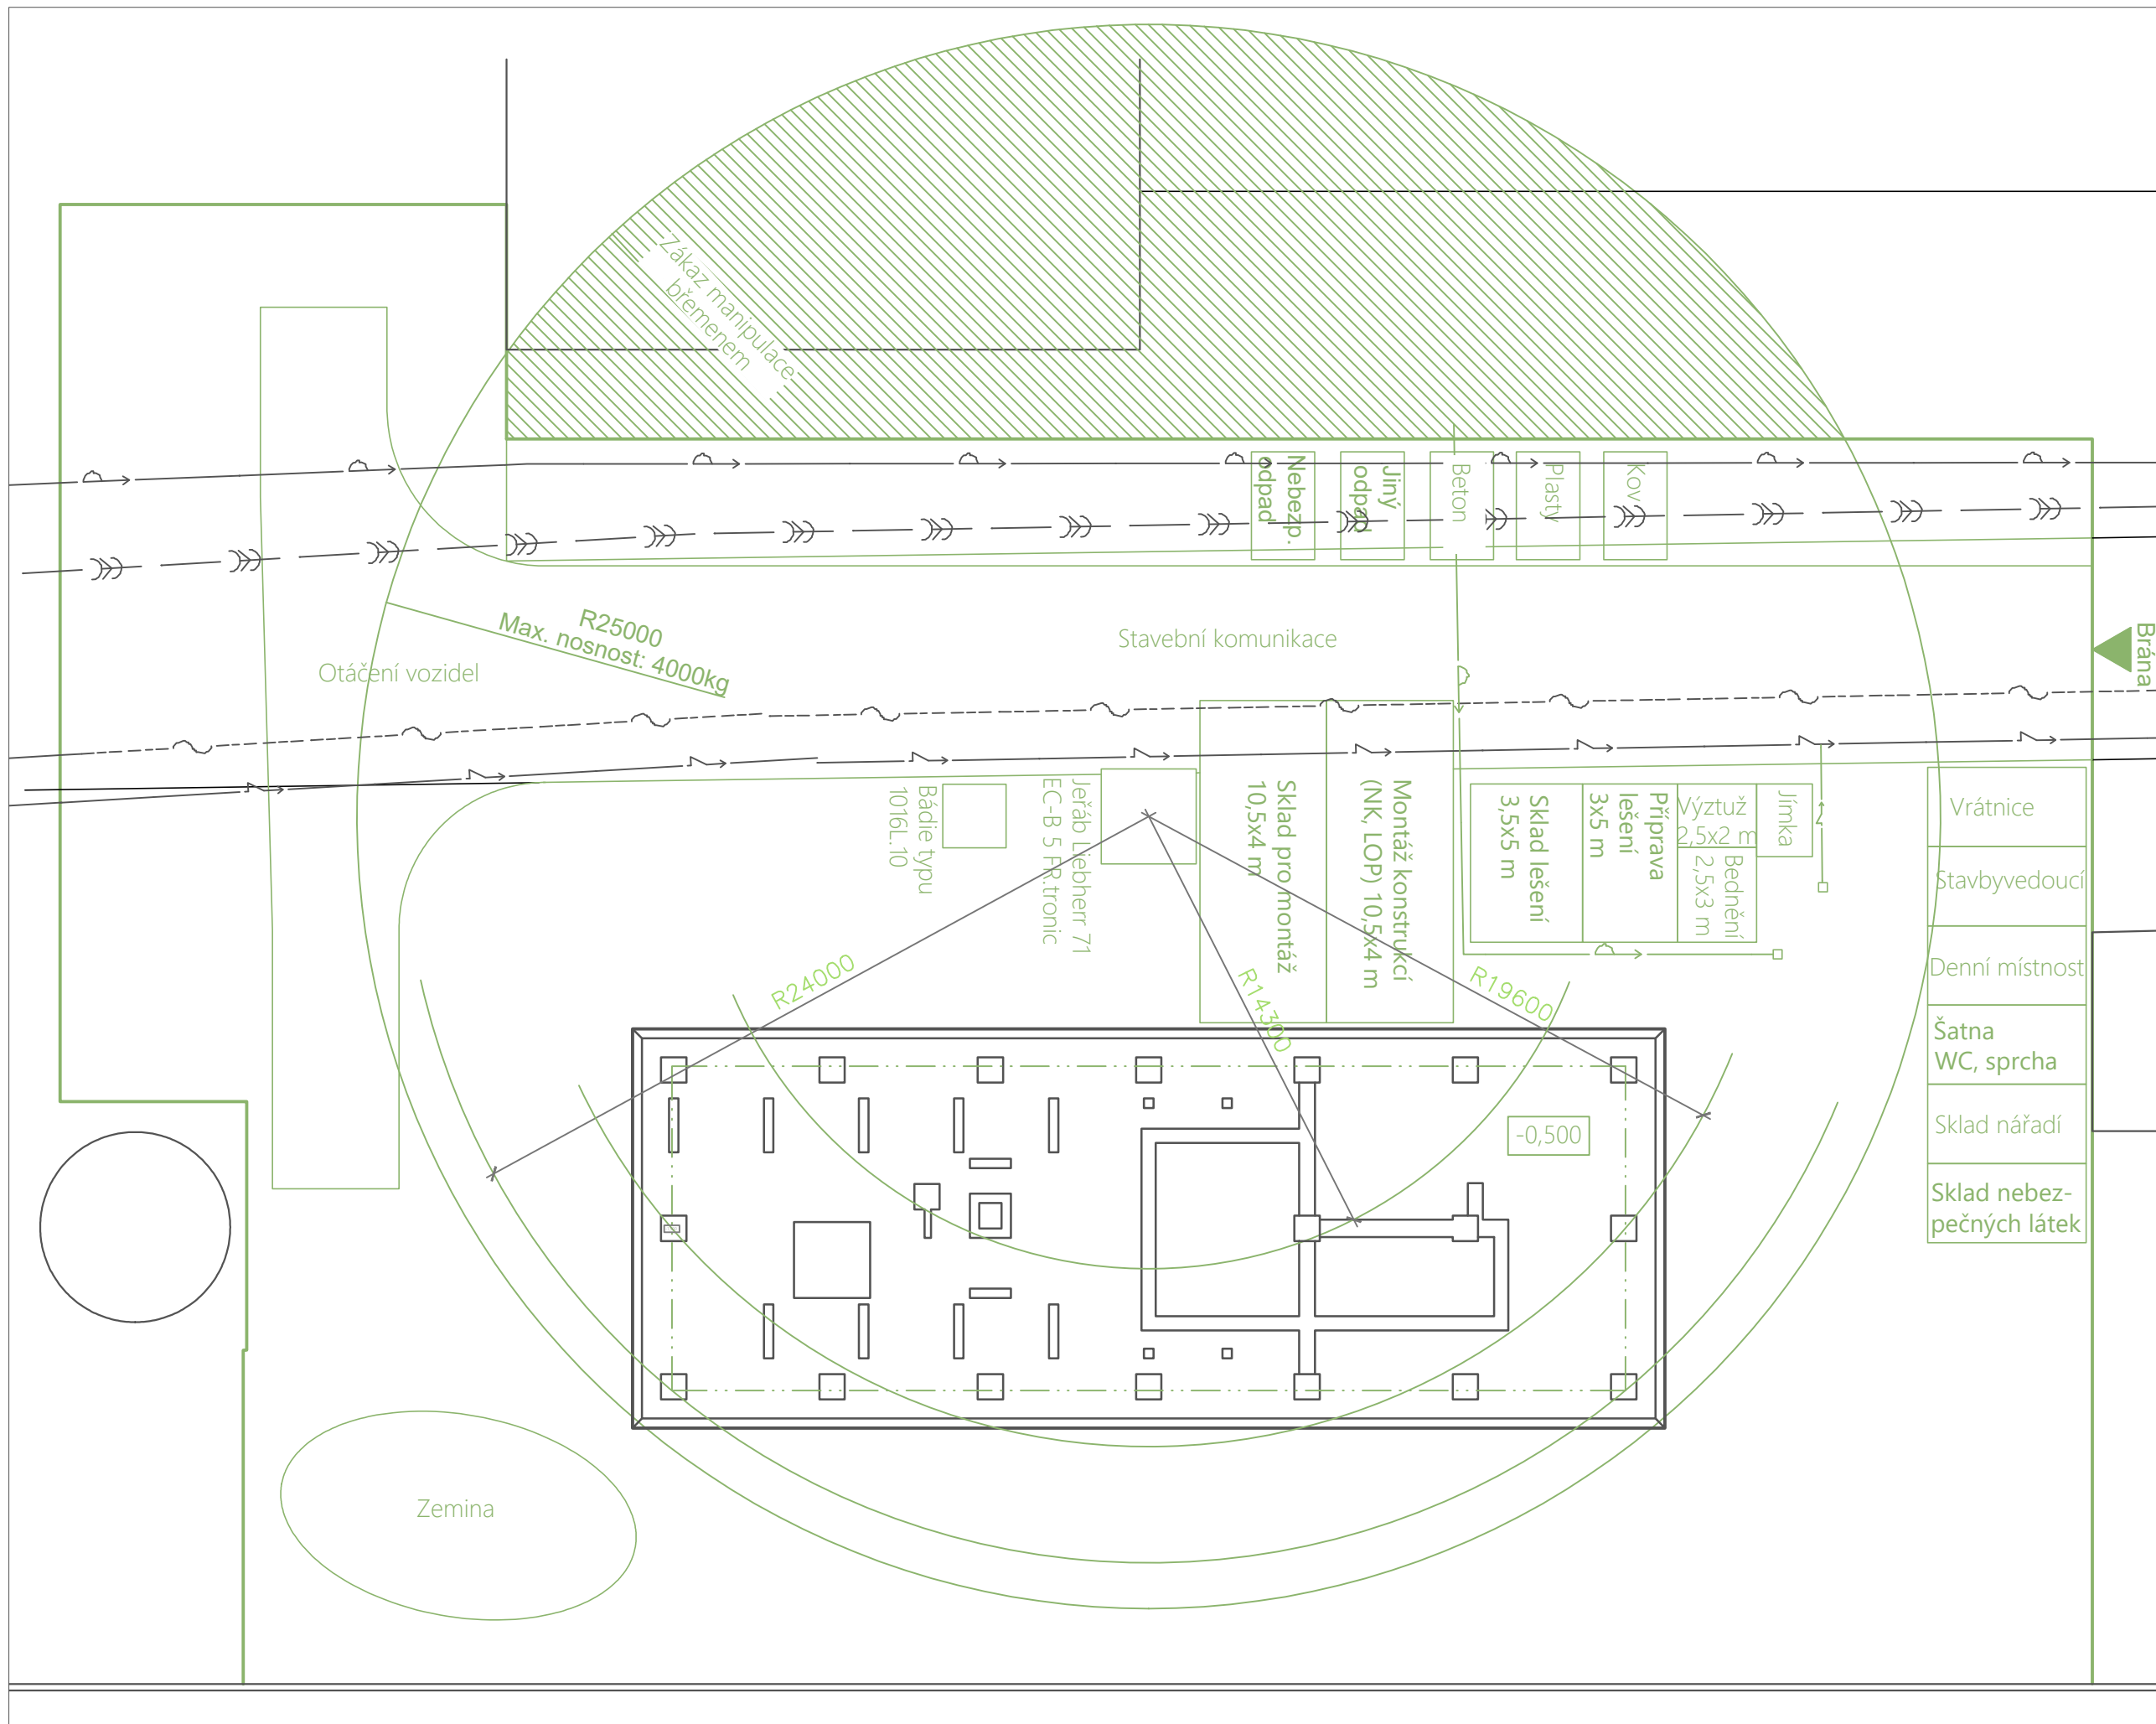 Zákaz manipulace
břemenem
Nebezp.
odpad
Jiný
odpad
Beton
Plasty
Kov
R25000
Max. nosnost: 4000kg
Stavební komunikace
Otáčení vozidel
Brána
Bádie typu
1016L.10
Jeřáb Liebherr 71
EC-B 5 FR.tronic
Sklad pro montáž
10,5x4 m
Montáž konstrukcí
(NK, LOP) 10,5x4 m
Sklad lešení
3,5x5 m
Příprava
lešení
3x5 m
Výztuž
2,5x2 m
Bednění
2,5x3 m
Jímka
Vrátnice
Stavbyvedoucí
Denní místnost
Šatna
WC, sprcha
Sklad nářadí
Sklad nebez-
pečných látek
R24000
R14300
R19600
-0,500
Zemina